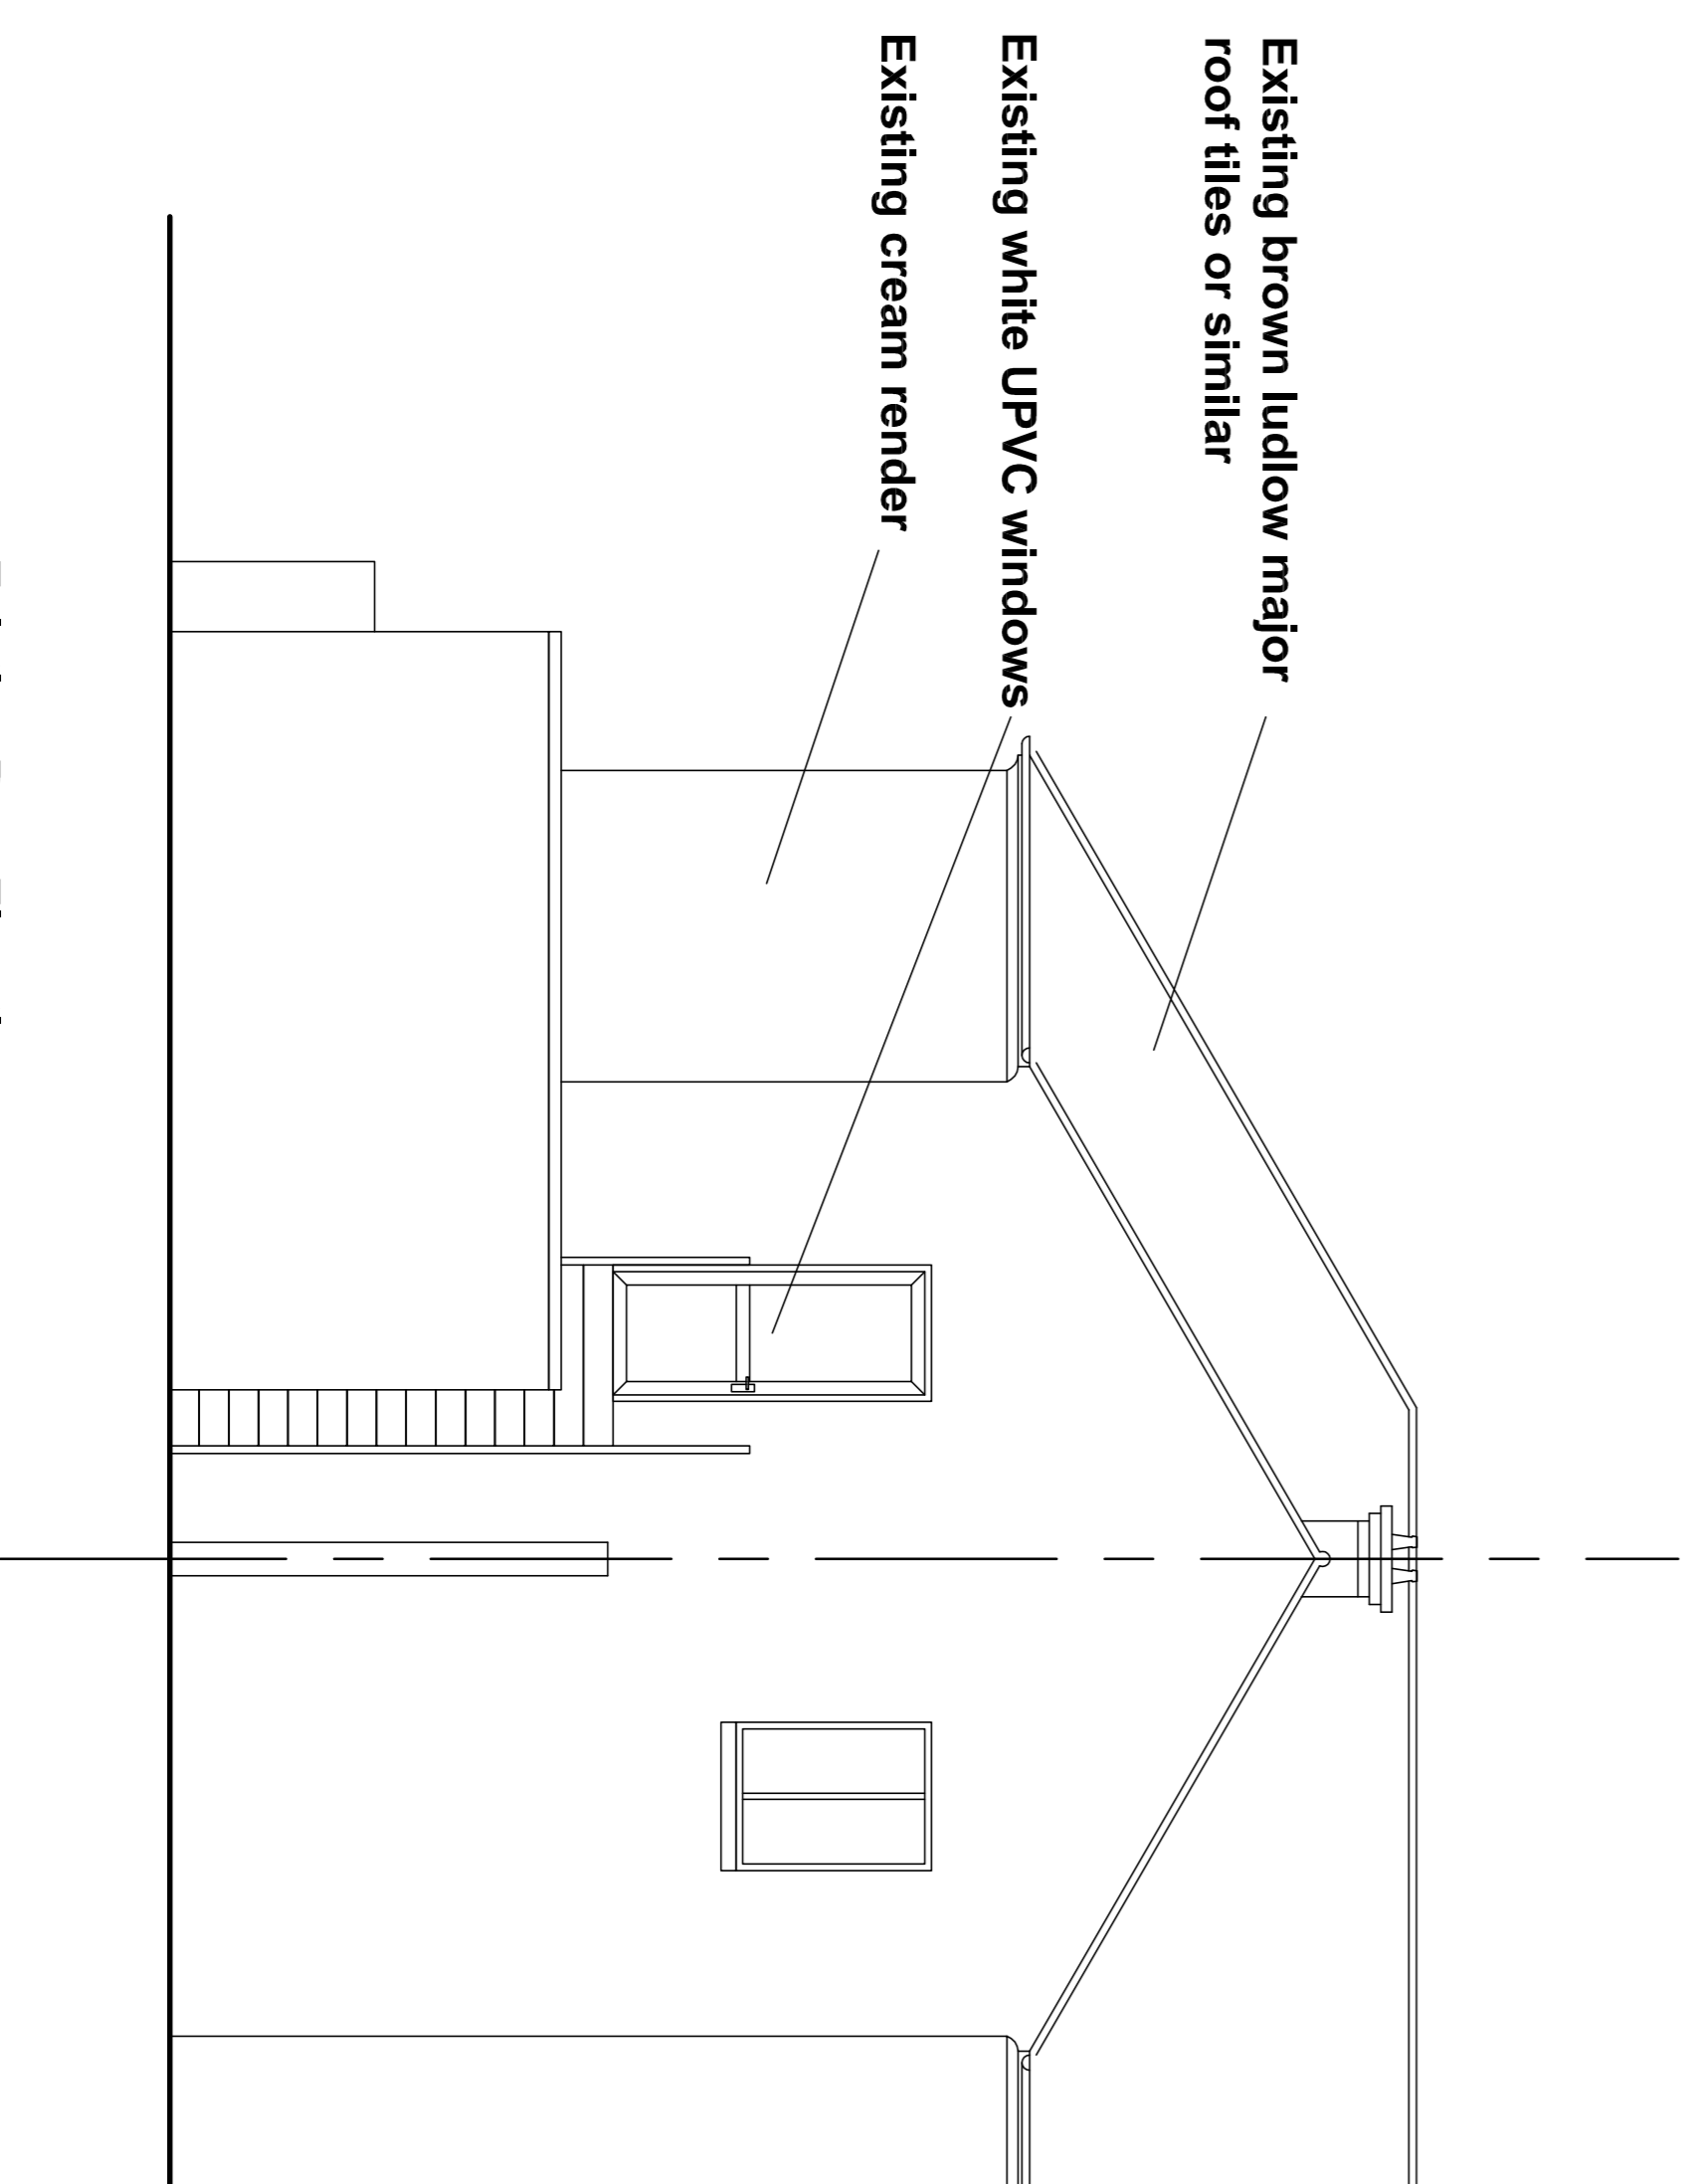 Existing brown ludlow major
roof tiles or similar
Existing white UPVC windows
Existing cream render